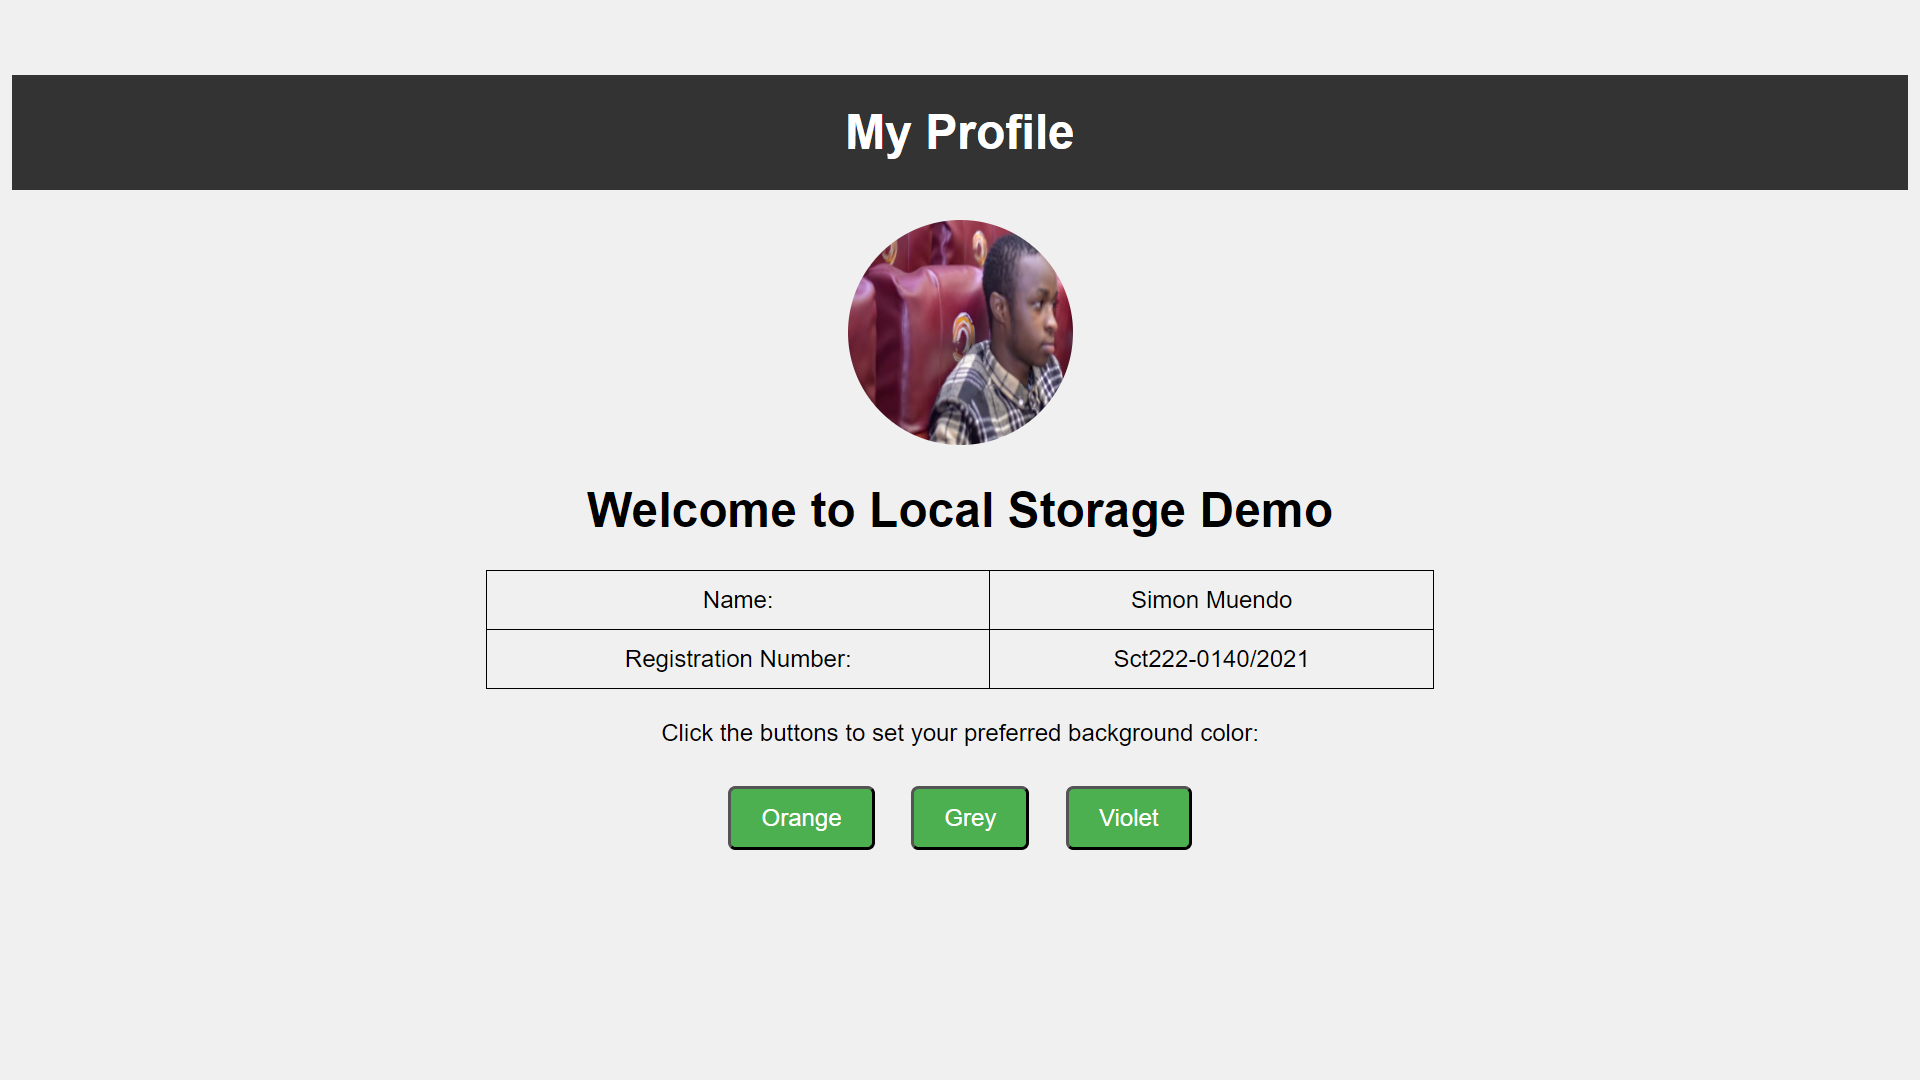 My Profile
Welcome to Local Storage Demo
Name: Simon Muendo
Registration Number: Sct222-0140/2021
Click the buttons to set your preferred background color:
Orange Grey Violet